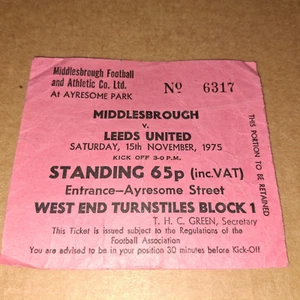 Middlesbrough Football
and Athletic Co. Ltd.
At AYRESOME PARK
No 6317
MIDDLESBROUGH
v.
LEEDS UNITED
SATURDAY, 15th NOVEMBER, 1975
KICK OFF 3-0 P.M.
STANDING 65p (inc.VAT)
Entrance—Ayresome Street
WEST END TURNSTILES BLOCK 1
T. H. C. GREEN, Secretary
This Ticket is issued subject to the Regulations of the
Football Association
You are advised to be in your position 30 minutes before Kick-Off
THIS PORTION TO BE RETAINED